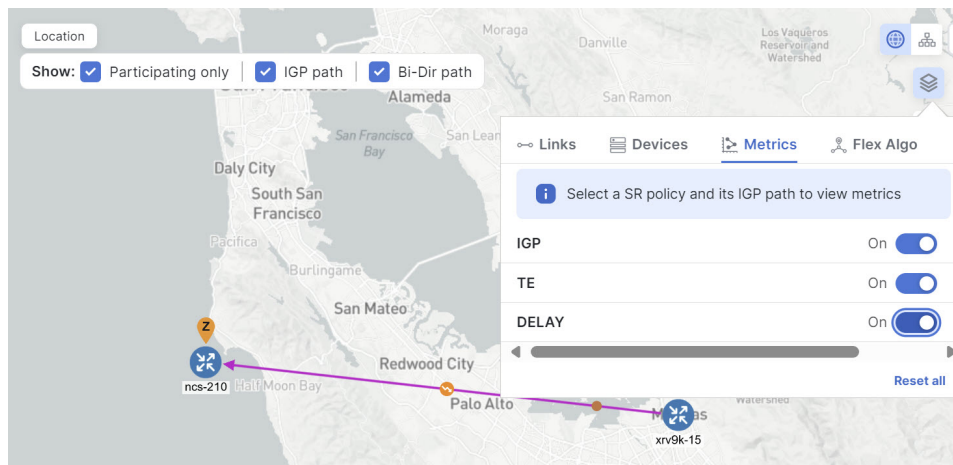 Location
Show: Participating only IGP path Bi-Dir path
Moraga
Danville
Los Vaqueros
Reservoir and
Watershed
Alameda
San Ramon
San Francisco
Bay
San Lean
Daly City
South San
Francisco
Pacifica
Burlingame
San Mateo
Redwood City
Half Moon Bay
Palo Alto
Watershed
Z
ncs-210
xrv9k-15
Links Devices Metrics Flex Algo
i Select a SR policy and its IGP path to view metrics
IGP On
TE On
DELAY On
Reset all